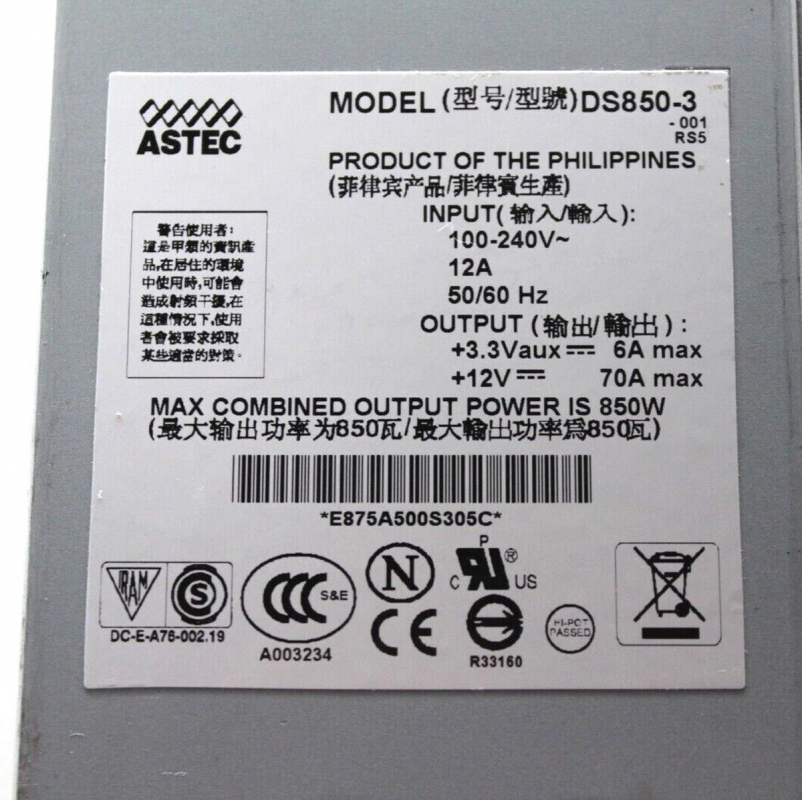 ASTEC
MODEL (型号/型號) DS850-3
-001
RS5
PRODUCT OF THE PHILIPPINES
(菲律宾产品/菲律賓生產)
INPUT(输入/輸入):
100-240V~
12A
50/60 Hz
OUTPUT (输出/輸出):
+3.3Vaux⎓ 6A max
+12V⎓ 70A max
警告使用者:
這是甲類的資訊產
品,在居住的環境
中使用時,可能會
造成射頻干擾,在
這種情況下,使用
者會被要求採取
某些適當的對策。
MAX COMBINED OUTPUT POWER IS 850W
(最大输出功率为850瓦/最大輸出功率爲850瓦)
*E875A500S305C*
IRAM
S
DC-E-A76-002.19
CCC
S&E
A003234
N
CE
P
C RU® US
R33160
HI-POT
PASSED